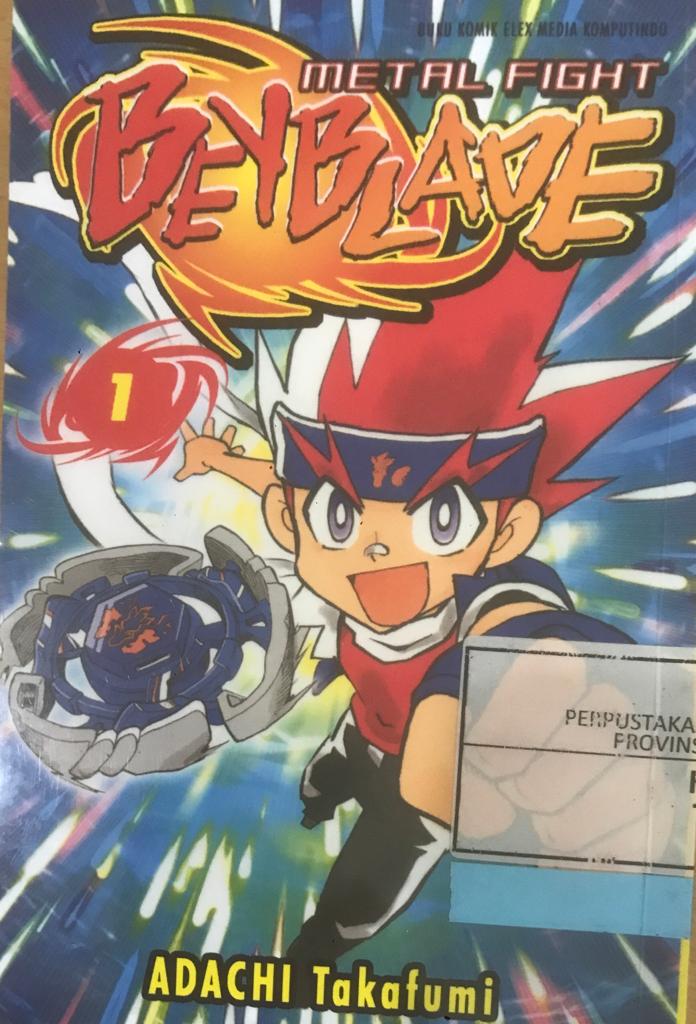 BUKU KOMIK ELEX MEDIA KOMPUTINDO
METAL FIGHT
BEYBLADE
1
PERPUSTAKA
PROVINS
ADACHI Takafumi